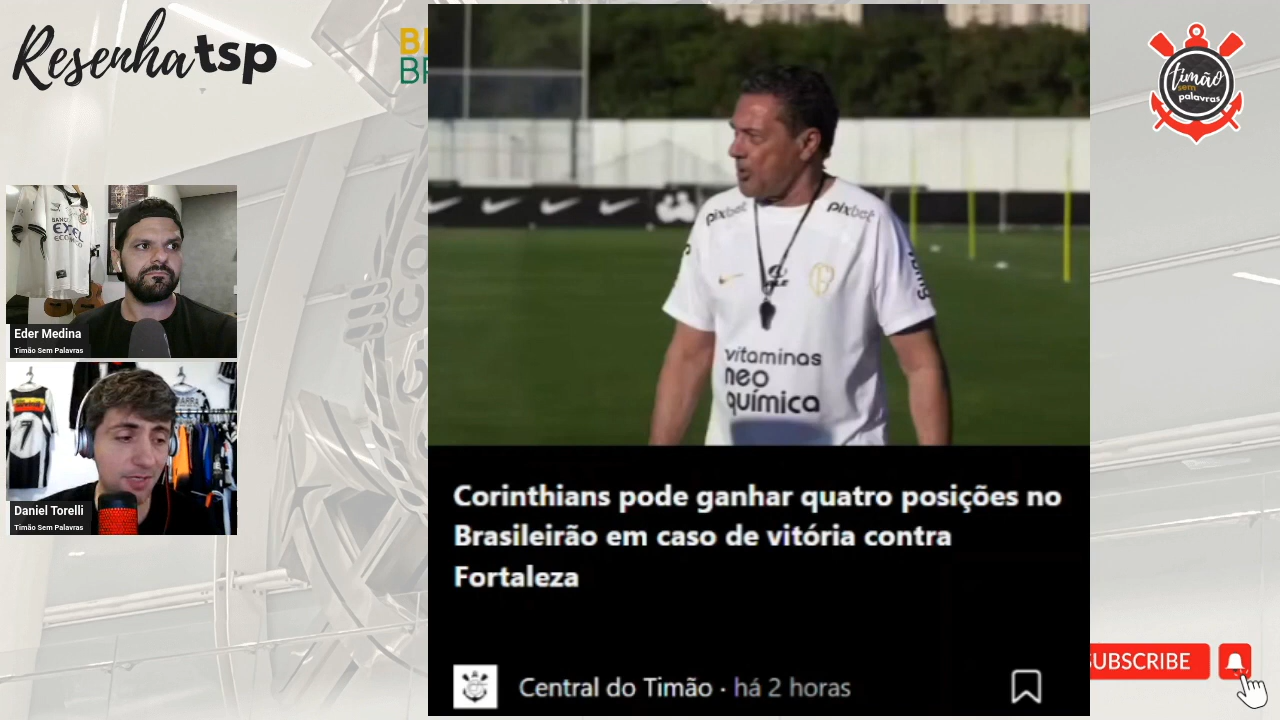 Resenha tsp
timão
sem
palavras
Eder Medina
Timão Sem Palavras
Daniel Torelli
Timão Sem Palavras
7
pixbet
pixbet
vitaminas
neo
química
Corinthians pode ganhar quatro posições no
Brasileirão em caso de vitória contra
Fortaleza
Central do Timão · há 2 horas
SUBSCRIBE